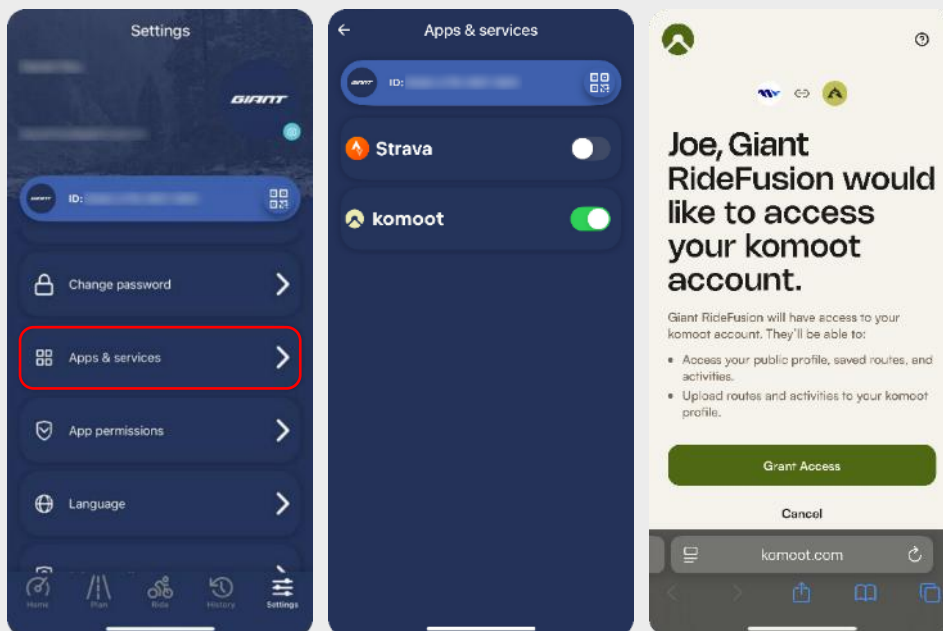 Settings
GIANT
GIANT
ID:
Change password
Apps & services
App permissions
Language
Home
Plan
Ride
History
Settings
Apps & services
GIANT
ID:
Strava
komoot
Joe, Giant
RideFusion would
like to access
your komoot
account.
Giant RideFusion will have access to your
komoot account. They'll be able to:
• Access your public profile, saved routes, and
activities.
• Upload routes and activities to your komoot
profile.
Grant Access
Cancel
komoot.com